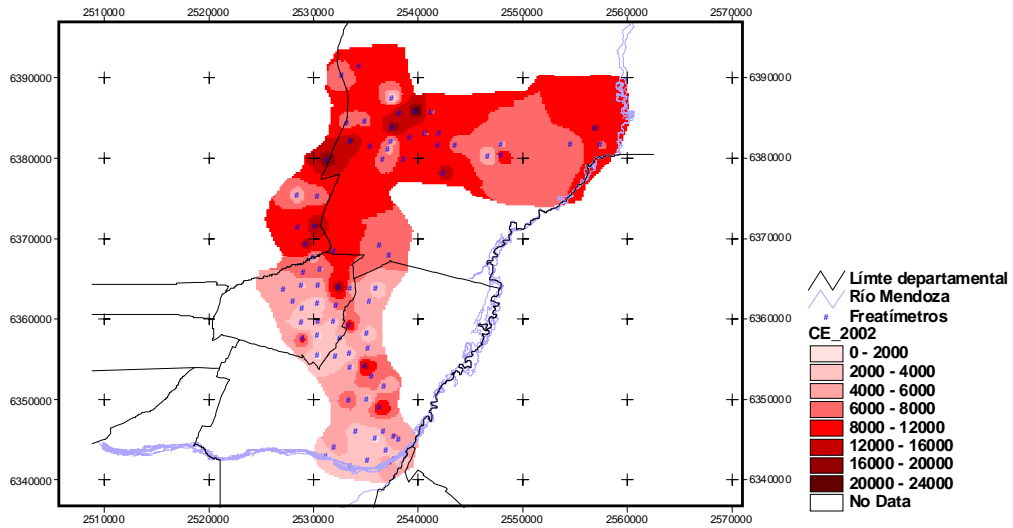 2510000 2520000 2530000 2540000 2550000 2560000 2570000
6390000 6390000
6380000 6380000
6370000 6370000
6360000 6360000
6350000 6350000
6340000 6340000
2510000 2520000 2530000 2540000 2550000 2560000 2570000
Límte departamental
Río Mendoza
# Freatímetros
CE_2002
0 - 2000
2000 - 4000
4000 - 6000
6000 - 8000
8000 - 12000
12000 - 16000
16000 - 20000
20000 - 24000
No Data